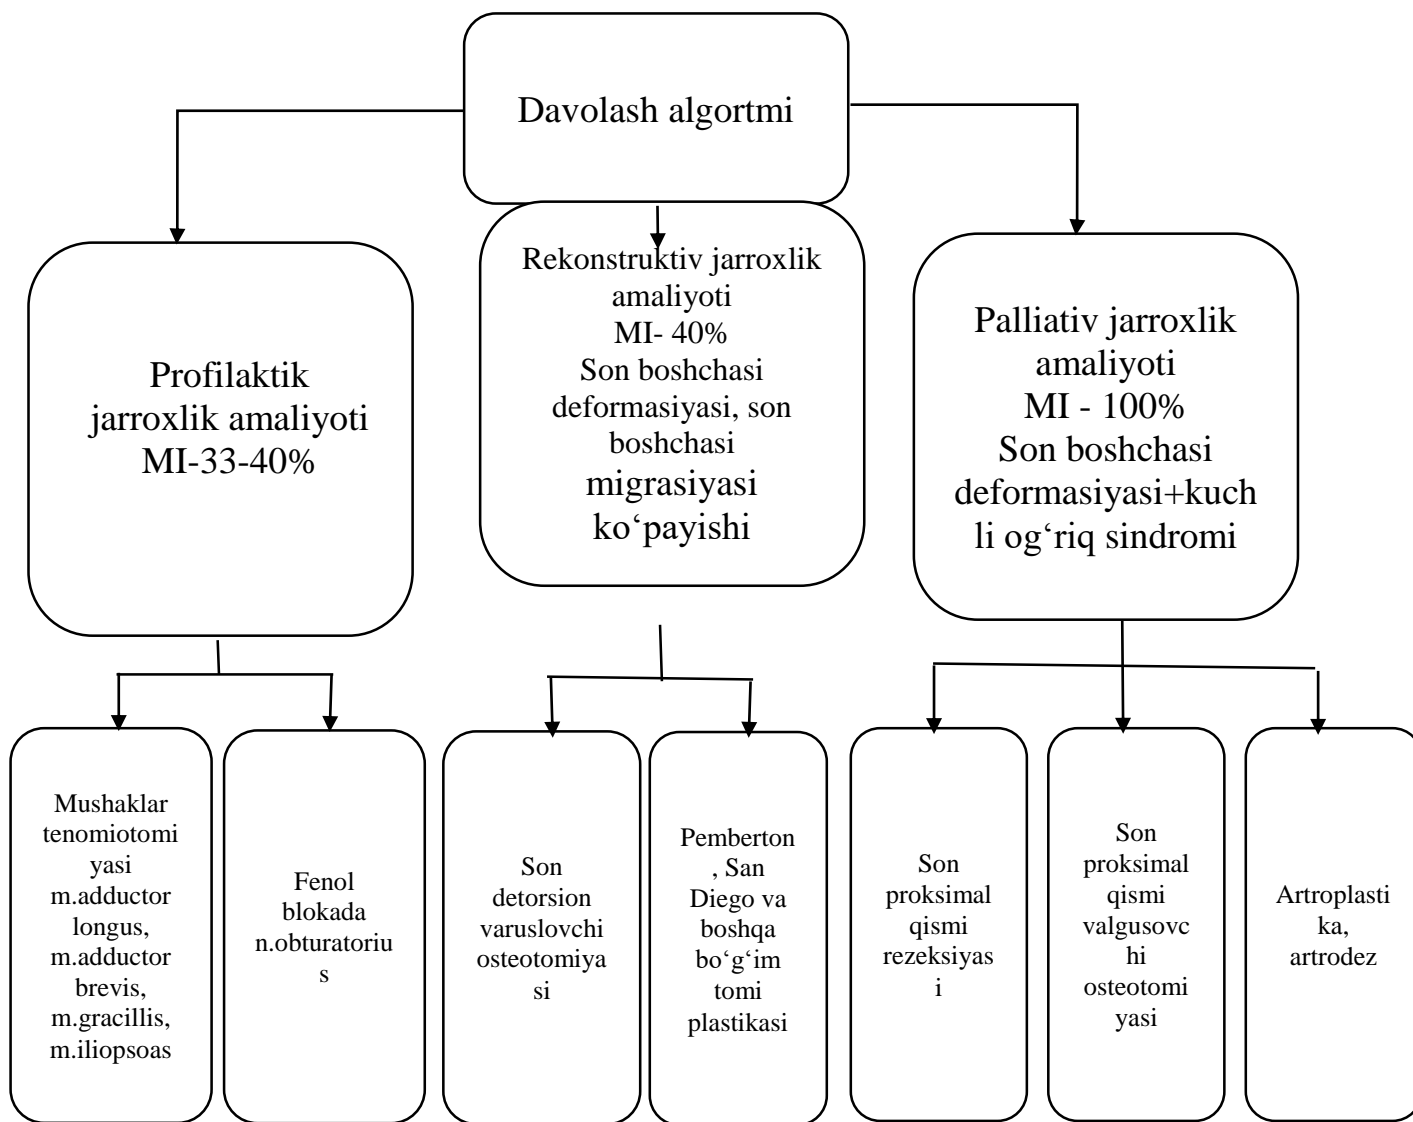 Davolash algortmi
Profilaktik
jarroxlik amaliyoti
MI-33-40%
Rekonstruktiv jarroxlik
amaliyoti
MI- 40%
Son boshchasi
deformasiyasi, son
boshchasi
migrasiyasi
ko‘payishi
Palliativ jarroxlik
amaliyoti
MI - 100%
Son boshchasi
deformasiyasi+kuch
li og‘riq sindromi
Mushaklar
tenomiotomi
yasi
m.adductor
longus,
m.adductor
brevis,
m.gracillis,
m.iliopsoas
Fenol
blokada
n.obturatoriu
s
Son
detorsion
varuslovchi
osteotomiya
si
Pemberton
, San
Diego va
boshqa
bo‘g‘im
tomi
plastikasi
Son
proksimal
qismi
rezeksiyas
i
Son
proksimal
qismi
valgusovc
hi
osteotomi
yasi
Artroplasti
ka,
artrodez